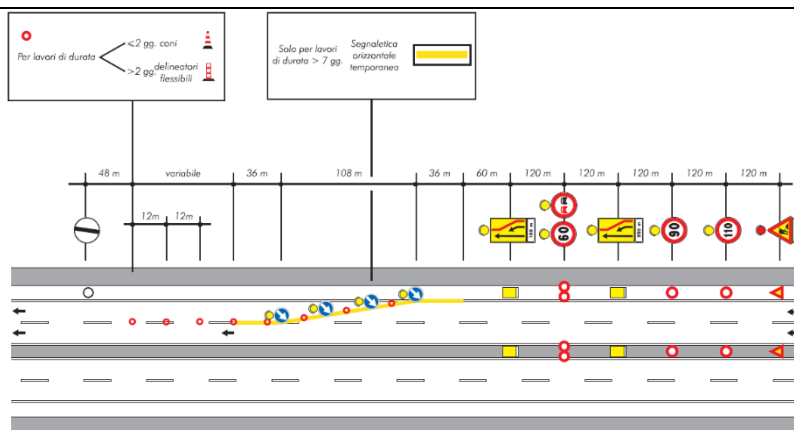 Per lavori di durata
<2 gg. coni
>2 gg. delineatori
flessibili
Solo per lavori
di durata > 7 gg.
Segnaletica
orizzontale
temporanea
48 m
variabile
36 m
108 m
36 m
60 m
120 m
120 m
120 m
120 m
120 m
12m
12m
60
90
110